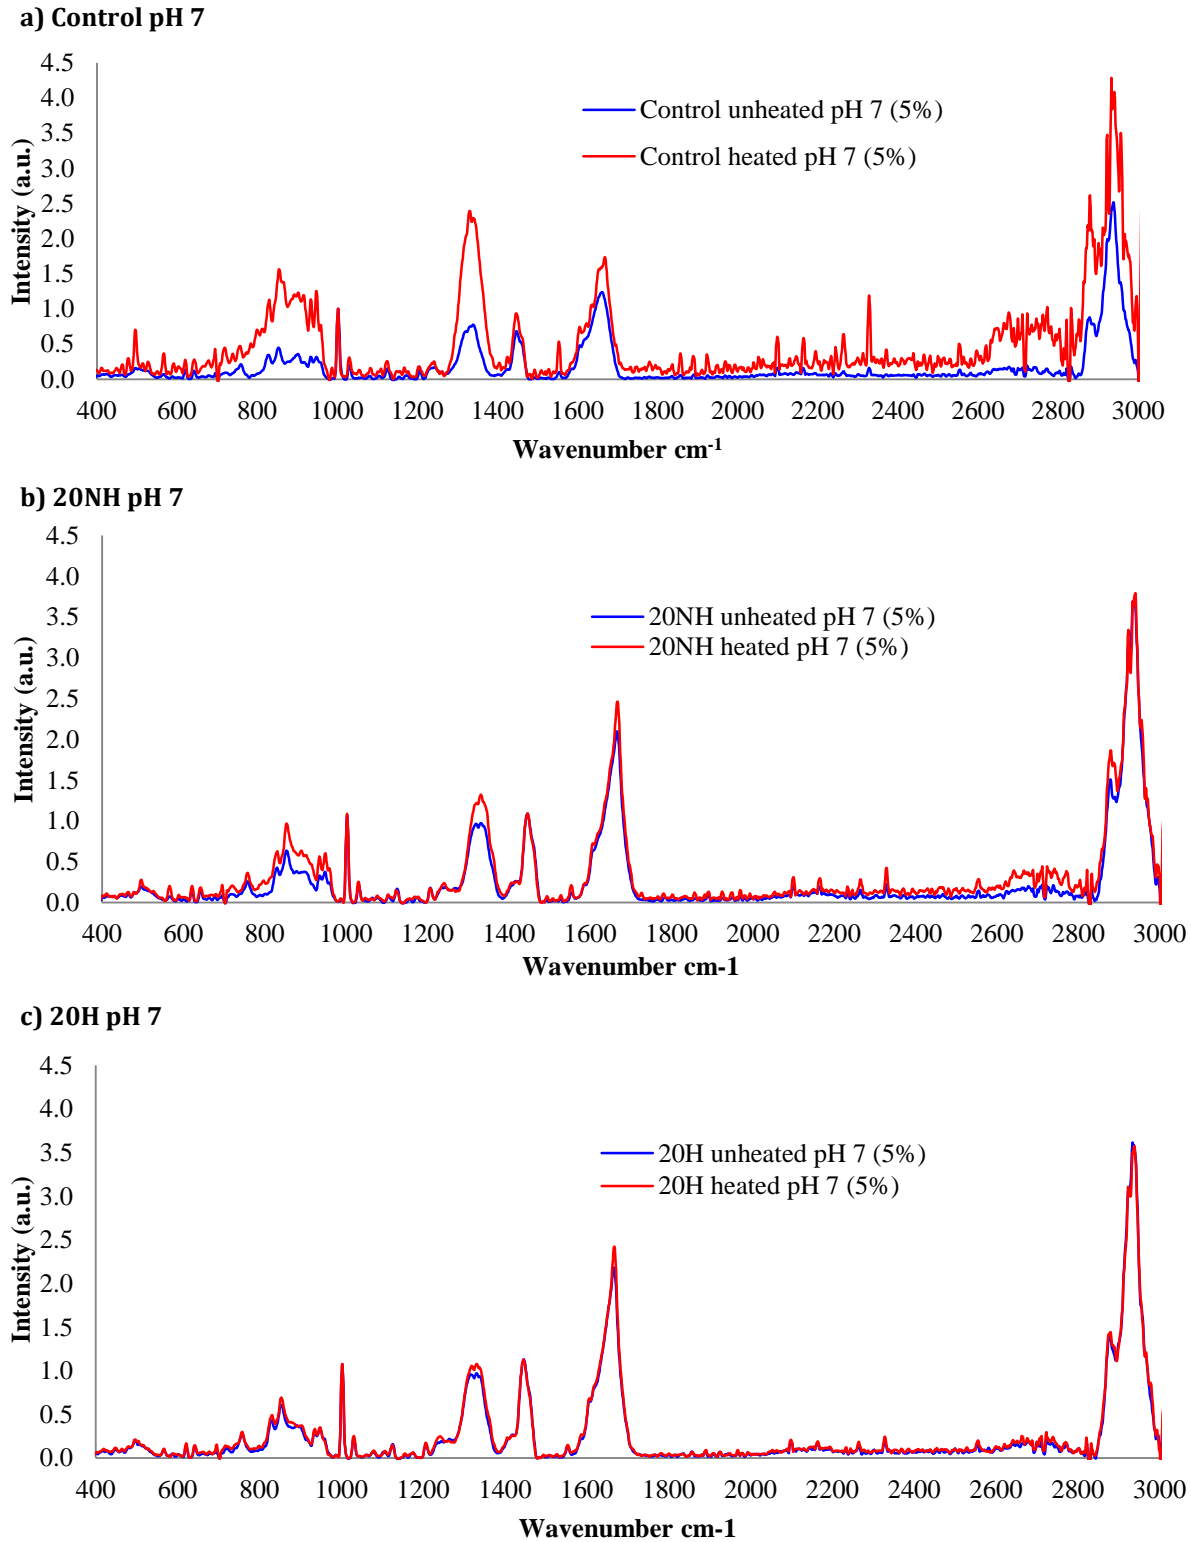 a) Control pH 7
4.5
4.0
3.5
3.0
2.5
2.0
1.5
1.0
0.5
0.0
Intensity (a.u.)
Control unheated pH 7 (5%)
Control heated pH 7 (5%)
400 600 800 1000 1200 1400 1600 1800 2000 2200 2400 2600 2800 3000
Wavenumber cm-1
b) 20NH pH 7
4.5
4.0
3.5
3.0
2.5
2.0
1.5
1.0
0.5
0.0
Intensity (a.u.)
20NH unheated pH 7 (5%)
20NH heated pH 7 (5%)
400 600 800 1000 1200 1400 1600 1800 2000 2200 2400 2600 2800 3000
Wavenumber cm-1
c) 20H pH 7
4.5
4.0
3.5
3.0
2.5
2.0
1.5
1.0
0.5
0.0
Intensity (a.u.)
20H unheated pH 7 (5%)
20H heated pH 7 (5%)
400 600 800 1000 1200 1400 1600 1800 2000 2200 2400 2600 2800 3000
Wavenumber cm-1